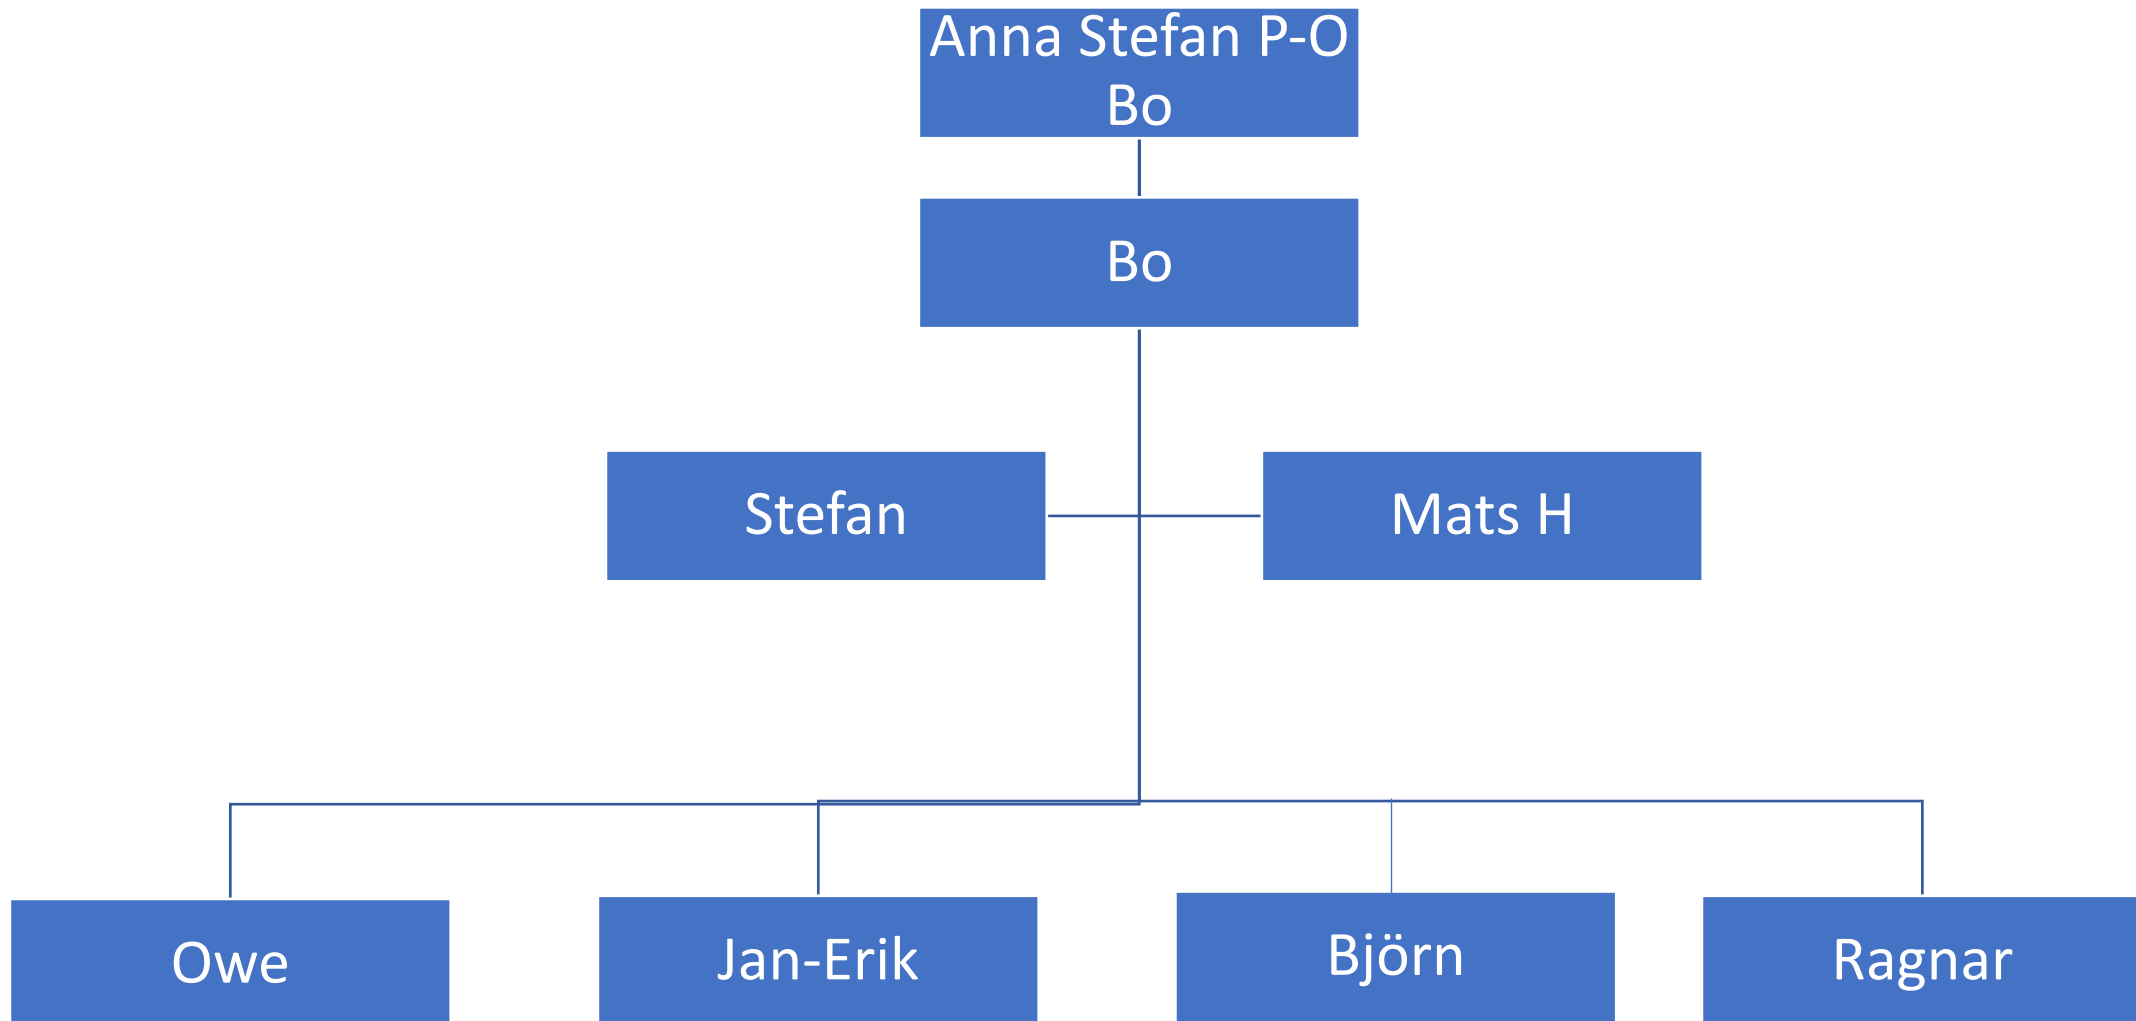 Anna Stefan P-O
Bo
Bo
Stefan
Mats H
Owe
Jan-Erik
Björn
Ragnar